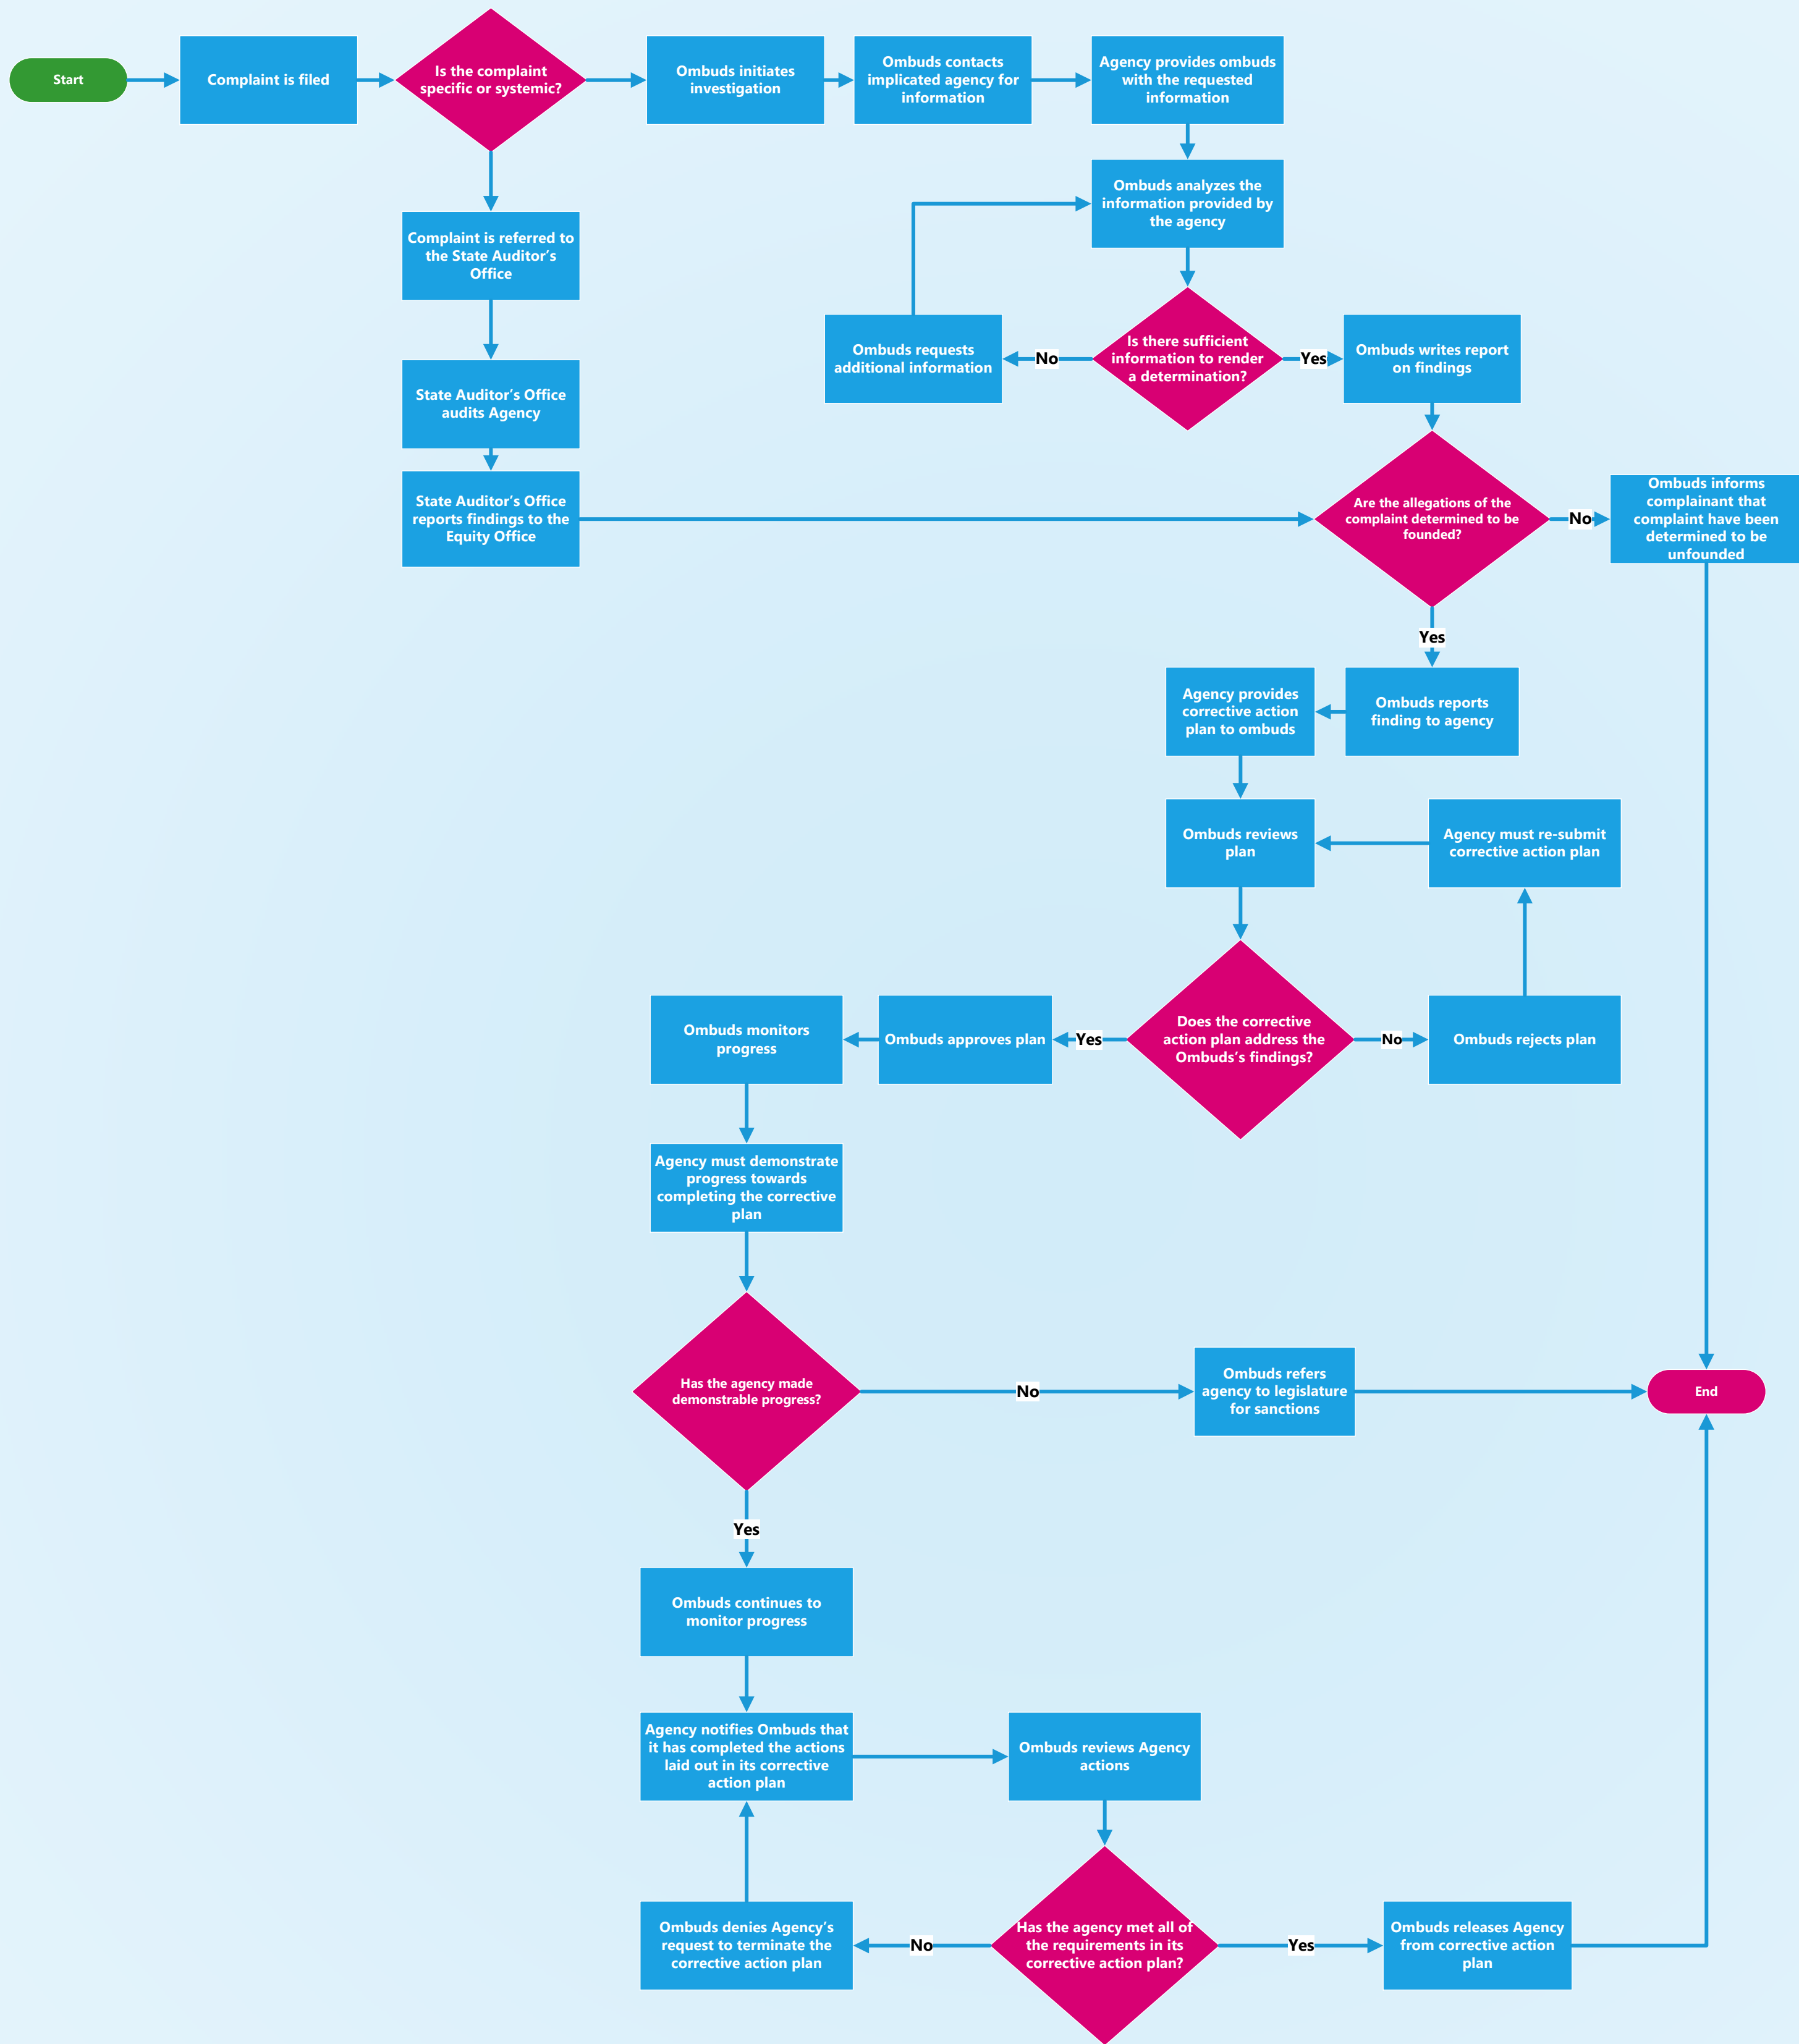 Start
Complaint is filed
Is the complaint
specific or systemic?
Ombuds initiates
investigation
Ombuds contacts
implicated agency for
information
Agency provides ombuds
with the requested
information
Ombuds analyzes the
information provided by
the agency
Complaint is referred to
the State Auditor’s
Office
Ombuds requests
additional information
No
Is there sufficient
information to render
a determination?
Yes
Ombuds writes report
on findings
State Auditor’s Office
audits Agency
State Auditor’s Office
reports findings to the
Equity Office
Are the allegations of the
complaint determined to be
founded?
No
Ombuds informs
complainant that
complaint have been
determined to be
unfounded
Yes
Agency provides
corrective action
plan to ombuds
Ombuds reports
finding to agency
Ombuds reviews
plan
Agency must re-submit
corrective action plan
Ombuds monitors
progress
Ombuds approves plan
Yes
Does the corrective
action plan address the
Ombuds’s findings?
No
Ombuds rejects plan
Agency must demonstrate
progress towards
completing the corrective
plan
Has the agency made
demonstrable progress?
No
Ombuds refers
agency to legislature
for sanctions
End
Yes
Ombuds continues to
monitor progress
Agency notifies Ombuds that
it has completed the actions
laid out in its corrective
action plan
Ombuds reviews Agency
actions
Ombuds denies Agency’s
request to terminate the
corrective action plan
No
Has the agency met all of
the requirements in its
corrective action plan?
Yes
Ombuds releases Agency
from corrective action
plan